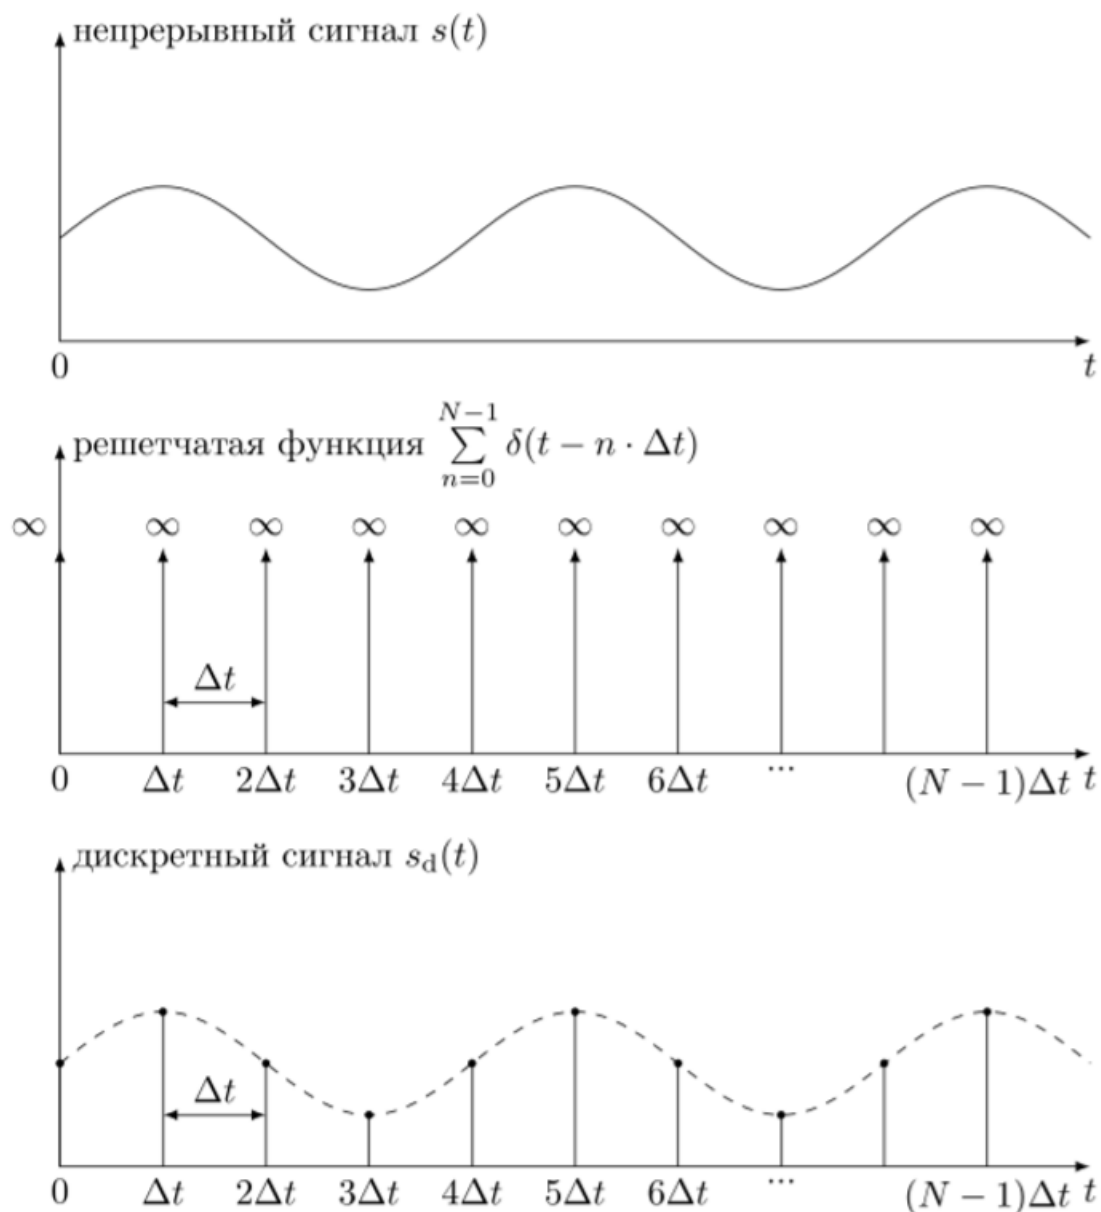 непрерывный сигнал s(t)
0 t
решетчатая функция \sum_{n=0}^{N-1} δ(t − n · Δt)
∞ ∞ ∞ ∞ ∞ ∞ ∞ ∞ ∞ ∞
Δt
0 Δt 2Δt 3Δt 4Δt 5Δt 6Δt ... (N − 1)Δt t
дискретный сигнал s_d(t)
Δt
0 Δt 2Δt 3Δt 4Δt 5Δt 6Δt ... (N − 1)Δt t